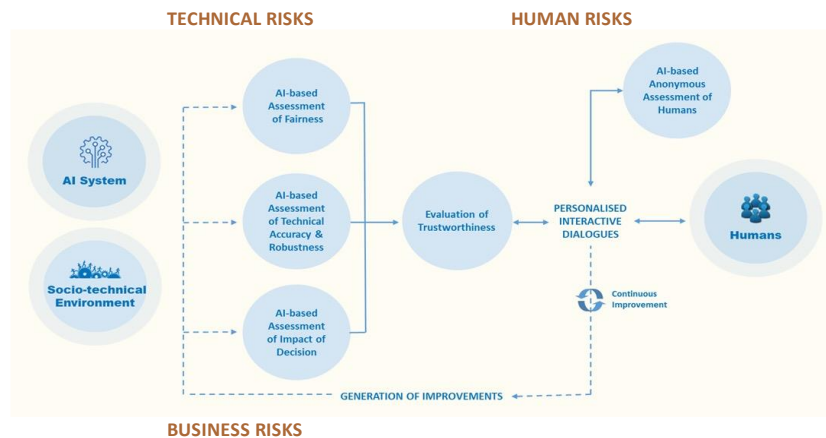 TECHNICAL RISKS
HUMAN RISKS
AI-based
Assessment
of Fairness
AI-based
Anonymous
Assessment of
Humans
AI System
AI-based
Assessment
of Technical
Accuracy &
Robustness
Evaluation of
Trustworthiness
PERSONALISED
INTERACTIVE
DIALOGUES
Humans
Socio-technical
Environment
AI-based
Assessment
of Impact of
Decision
Continuous
Improvement
GENERATION OF IMPROVEMENTS
BUSINESS RISKS